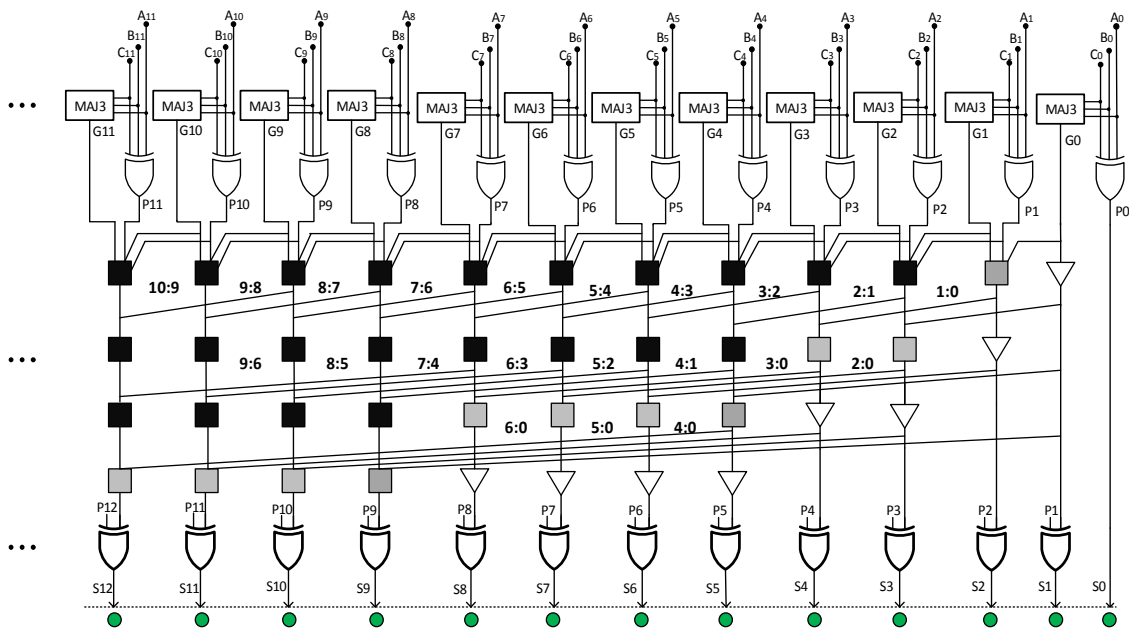 A11 A10 A9 A8 A7 A6 A5 A4 A3 A2 A1 A0
B11 B10 B9 B8 B7 B6 B5 B4 B3 B2 B1 B0
C11 C10 C9 C8 C7 C6 C5 C4 C3 C2 C1 C0
... MAJ3 MAJ3 MAJ3 MAJ3 MAJ3 MAJ3 MAJ3 MAJ3 MAJ3 MAJ3 MAJ3 MAJ3
G11 G10 G9 G8 G7 G6 G5 G4 G3 G2 G1 G0
P11 P10 P9 P8 P7 P6 P5 P4 P3 P2 P1 P0
10:9 9:8 8:7 7:6 6:5 5:4 4:3 3:2 2:1 1:0
... 9:6 8:5 7:4 6:3 5:2 4:1 3:0 2:0
6:0 5:0 4:0
P12 P11 P10 P9 P8 P7 P6 P5 P4 P3 P2 P1
...
S12 S11 S10 S9 S8 S7 S6 S5 S4 S3 S2 S1 S0